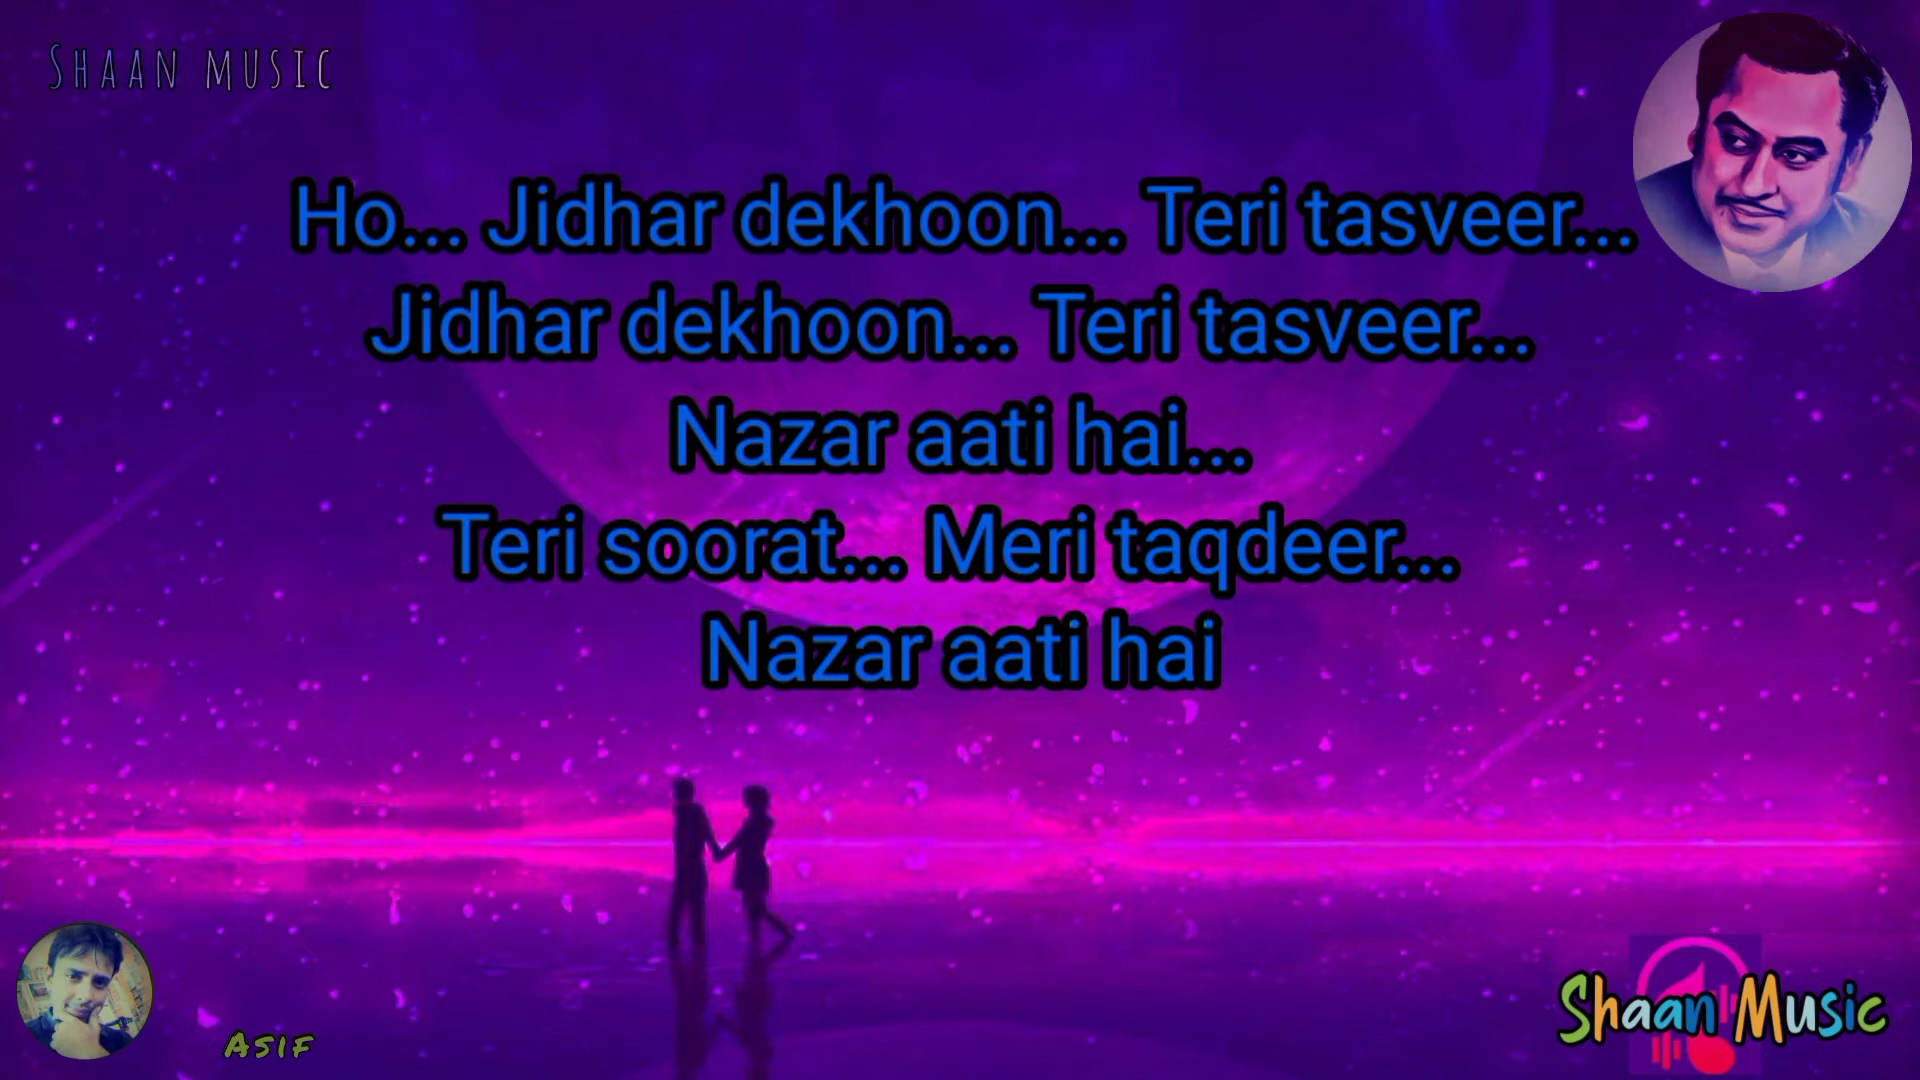 Shaan music
Ho... Jidhar dekhoon... Teri tasveer...
Jidhar dekhoon... Teri tasveer...
Nazar aati hai...
Teri soorat... Meri taqdeer...
Nazar aati hai
Asif
Shaan Music